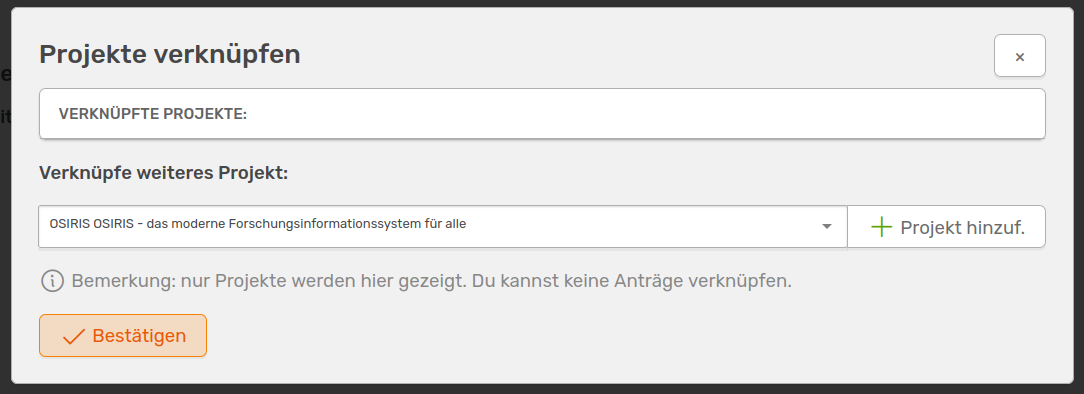 Projekte verknüpfen
×
VERKNÜPFTE PROJEKTE:
Verknüpfe weiteres Projekt:
OSIRIS OSIRIS - das moderne Forschungsinformationssystem für alle
Projekt hinzuf.
Bemerkung: nur Projekte werden hier gezeigt. Du kannst keine Anträge verknüpfen.
Bestätigen